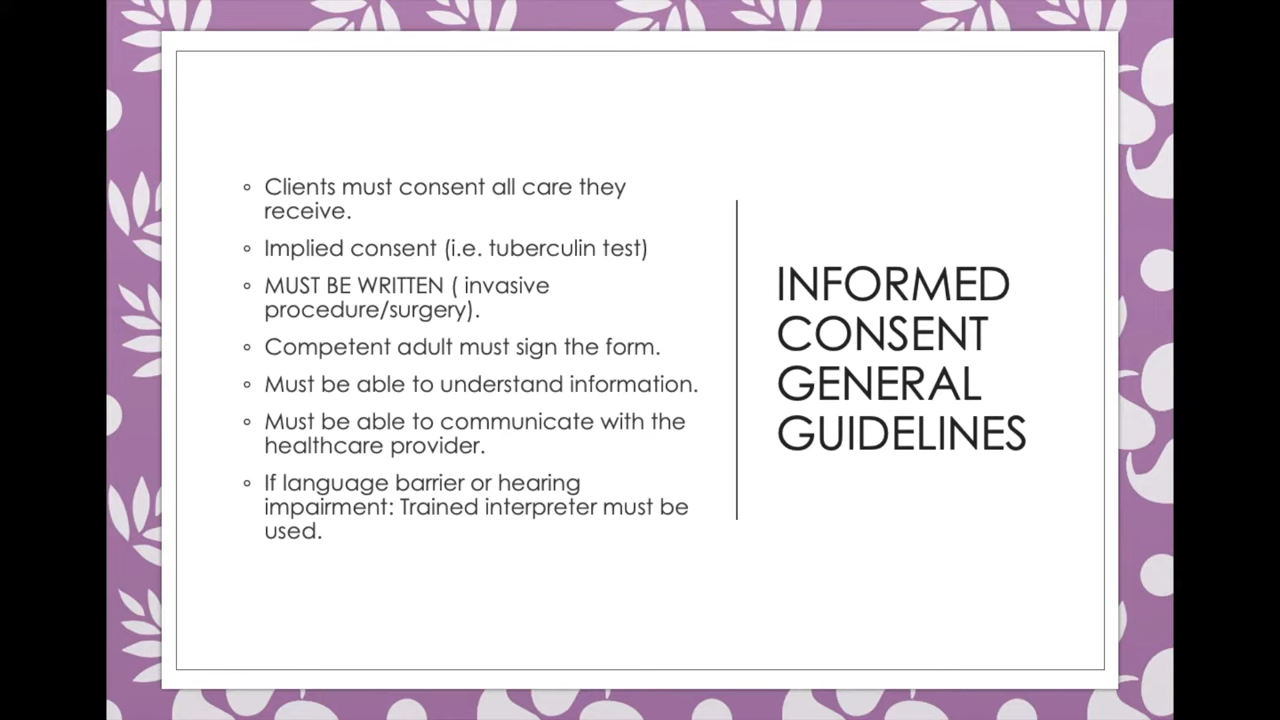 Clients must consent all care they
receive.
Implied consent (i.e. tuberculin test)
MUST BE WRITTEN ( invasive
procedure/surgery).
Competent adult must sign the form.
Must be able to understand information.
Must be able to communicate with the
healthcare provider.
If language barrier or hearing
impairment: Trained interpreter must be
used.
INFORMED
CONSENT
GENERAL
GUIDELINES